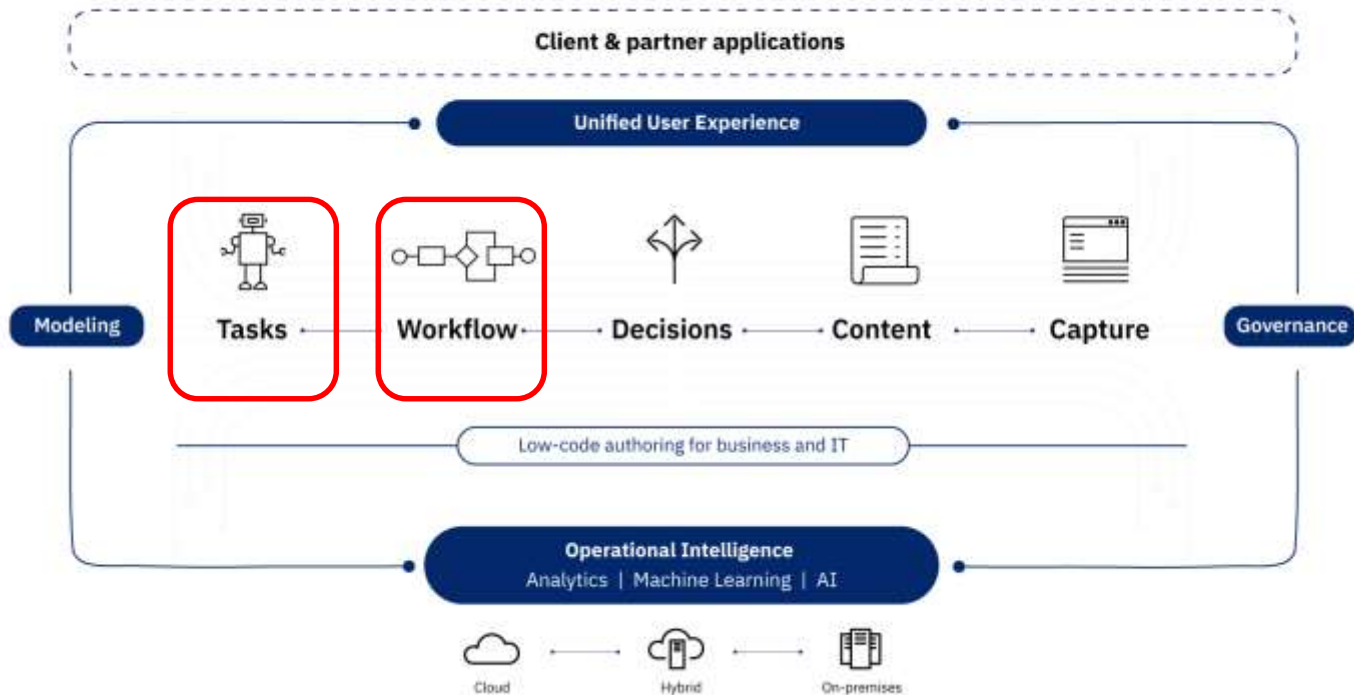 Client & partner applications
Unified User Experience
Modeling
Tasks
Workflow
Decisions
Content
Capture
Governance
Low-code authoring for business and IT
Operational Intelligence
Analytics | Machine Learning | AI
Cloud
Hybrid
On-premises